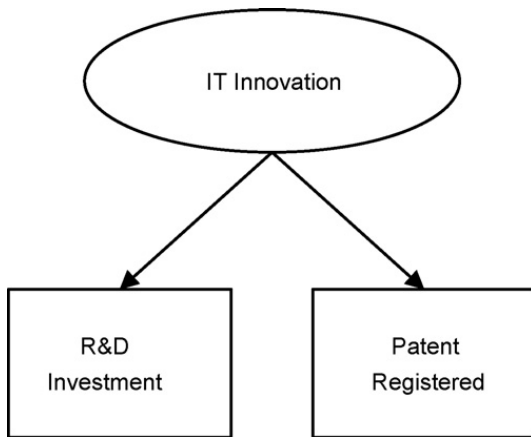 IT Innovation
R&D
Investment
Patent
Registered